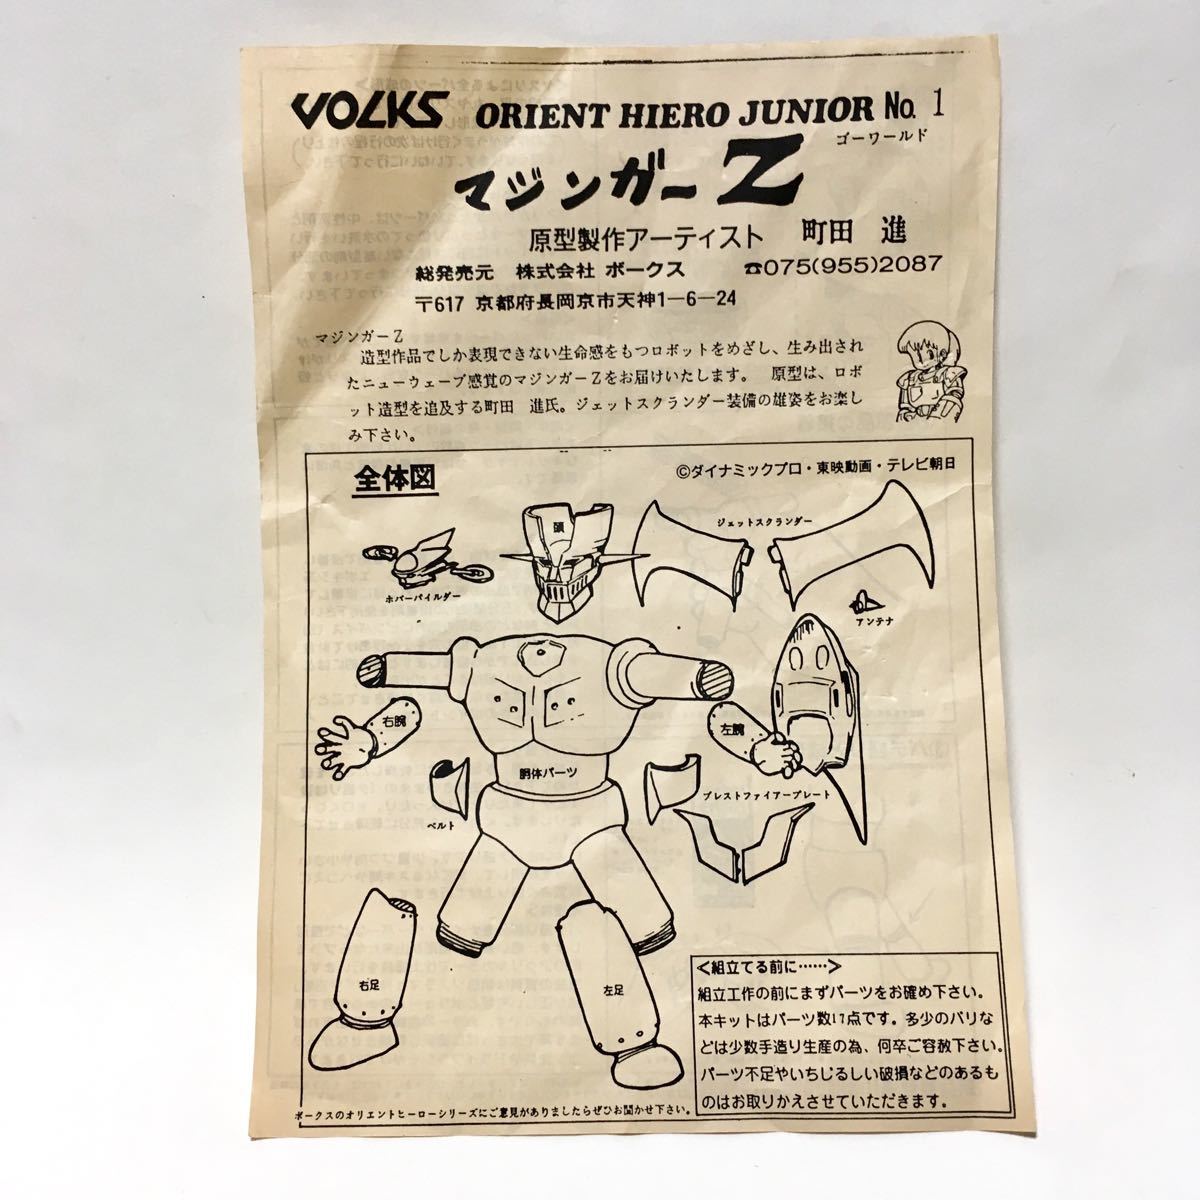 VOLKS ORIENT HIERO JUNIOR No. 1
ゴーワールド
マジンガーZ
原型製作アーティスト 町田 進
総発売元 株式会社 ボークス ☎075(955)2087
〒617 京都府長岡京市天神1−6−24
マジンガーZ
造型作品でしか表現できない生命感をもつロボットをめざし、生み出され
たニューウェーブ感覚のマジンガーZをお届けいたします。 原型は、ロボ
ット造型を追及する町田 進氏。ジェットスクランダー装備の雄姿をお楽し
み下さい。
全体図
©ダイナミックプロ・東映動画・テレビ朝日
頭
ジェットスクランダー
ホバーパイルダー
アンテナ
右腕
左腕
胴体パーツ
ベルト
ブレストファイアープレート
右足
左足
<組立てる前に……>
組立工作の前にまずパーツをお確め下さい。
本キットはパーツ数17点です。多少のバリな
どは少数手造り生産の為、何卒ご容赦下さい。
パーツ不足やいちじるしい破損などのあるも
のはお取りかえさせていただきます。
ボークスのオリエントヒーローシリーズにご意見がありましたらぜひお聞かせ下さい。